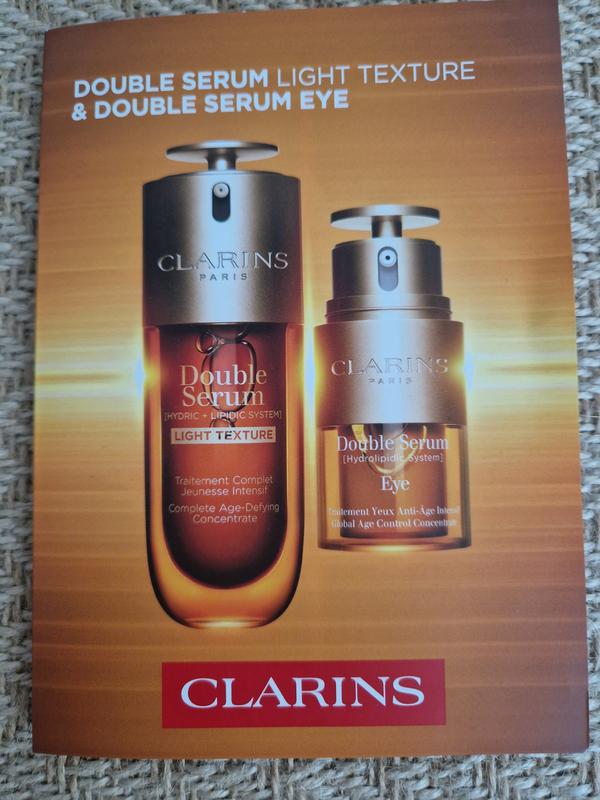 DOUBLE SERUM LIGHT TEXTURE
& DOUBLE SERUM EYE
CLARINS
PARIS
Double
Serum
[HYDRIC + LIPIDIC SYSTEM]
LIGHT TEXTURE
Traitement Complet
Jeunesse Intensif
Complete Age-Defying
Concentrate
CLARINS
PARIS
Double Serum
[Hydrolipidic System]
Eye
Traitement Yeux Anti-Âge Intensif
Global Age Control Concentrate
CLARINS